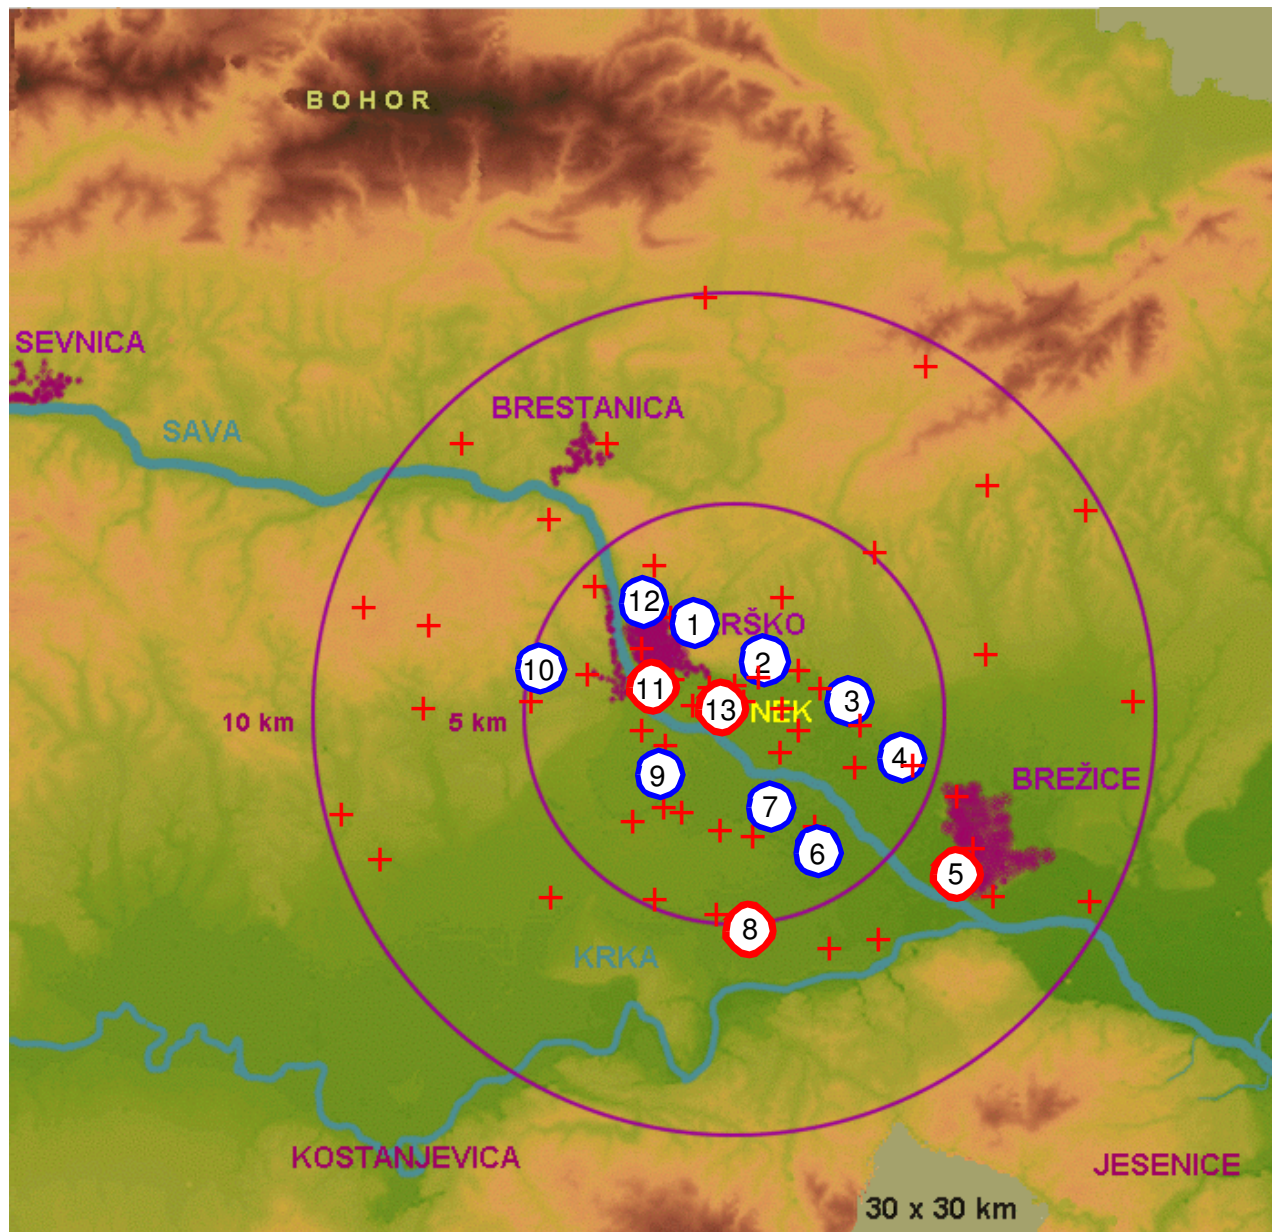 BOHOR
SEVNICA
BRESTANICA
SAVA
12
1
RŠKO
2
10
11
3
13
NEK
10 km
5 km
4
9
BREŽICE
7
6
5
8
KRKA
KOSTANJEVICA
JESENICE
30 x 30 km